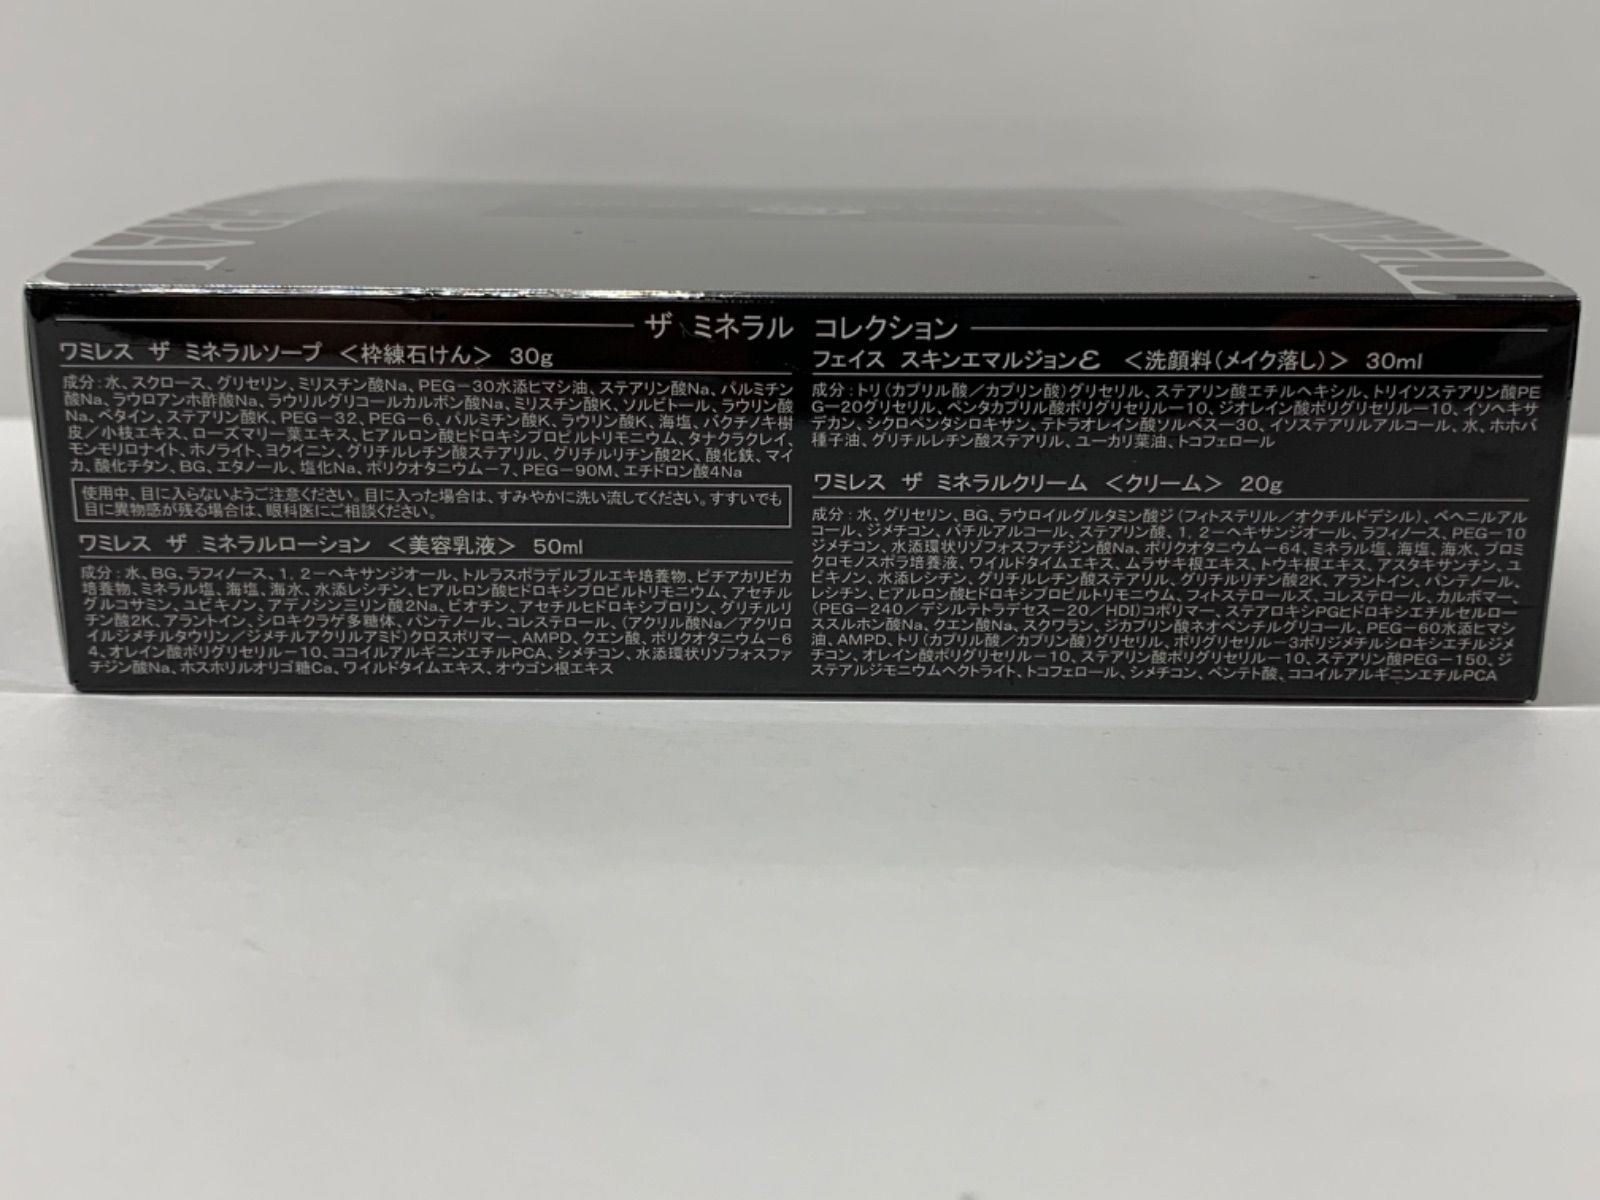 RAL
THE M
ザ ミネラル コレクション
ワミレス ザ ミネラルソープ ＜枠練石けん＞ 30g
成分：水、スクロース、グリセリン、ミリスチン酸Na、PEG－30水添ヒマシ油、ステアリン酸Na、パルミチン
酸Na、ラウロアンホ酢酸Na、ラウリルグリコールカルボン酸Na、ミリスチン酸K、ソルビトール、ラウリン酸
Na、ベタイン、ステアリン酸K、PEG－32、PEG－6、パルミチン酸K、ラウリン酸K、海塩、バクチノキ樹
皮／小枝エキス、ローズマリー葉エキス、ヒアルロン酸ヒドロキシプロピルトリモニウム、タナクラクレイ、
モンモリロナイト、ホノライト、ヨクイニン、グリチルレチン酸ステアリル、グリチルリチン酸2K、酸化鉄、マイ
カ、酸化チタン、BG、エタノール、塩化Na、ポリクオタニウム－7、PEG－90M、エチドロン酸4Na
使用中、目に入らないようご注意ください。目に入った場合は、すみやかに洗い流してください。すすいでも
目に異物感が残る場合は、眼科医にご相談ください。
ワミレス ザ ミネラルローション ＜美容乳液＞ 50ml
成分：水、BG、ラフィノース、1，2－ヘキサンジオール、トルラスポラデルブルエキ培養物、ピチアカリビカ
培養物、ミネラル塩、海塩、海水、水添レシチン、ヒアルロン酸ヒドロキシプロピルトリモニウム、アセチル
グルコサミン、ユビキノン、アデノシン三リン酸2Na、ビオチン、アセチルヒドロキシプロリン、グリチルリ
チン酸2K、アラントイン、シロキクラゲ多糖体、パンテノール、コレステロール、（アクリル酸Na／アクリロ
イルジメチルタウリン／ジメチルアクリルアミド）クロスポリマー、AMPD、クエン酸、ポリクオタニウム－6
4、オレイン酸ポリグリセリル－10、ココイルアルギニンエチルPCA、シメチコン、水添環状リゾフォスファ
チジン酸Na、ホスホリルオリゴ糖Ca、ワイルドタイムエキス、オウゴン根エキス
フェイス スキンエマルジョンε ＜洗顔料（メイク落し）＞ 30ml
成分：トリ（カプリル酸／カプリン酸）グリセリル、ステアリン酸エチルヘキシル、トリイソステアリン酸PE
G－20グリセリル、ペンタカプリル酸ポリグリセリル－10、ジオレイン酸ポリグリセリル－10、イソヘキサ
デカン、シクロペンタシロキサン、テトラオレイン酸ソルベス－30、イソステアリルアルコール、水、ホホバ
種子油、グリチルレチン酸ステアリル、ユーカリ葉油、トコフェロール
ワミレス ザ ミネラルクリーム ＜クリーム＞ 20g
成分：水、グリセリン、BG、ラウロイルグルタミン酸ジ（フィトステリル／オクチルドデシル）、ベヘニルアル
コール、ジメチコン、バチルアルコール、ステアリン酸、1，2－ヘキサンジオール、ラフィノース、PEG－10
ジメチコン、水添環状リゾフォスファチジン酸Na、ポリクオタニウム－64、ミネラル塩、海塩、海水、プロミ
クロモノスポラ培養液、ワイルドタイムエキス、ムラサキ根エキス、トウキ根エキス、アスタキサンチン、ユ
ビキノン、水添レシチン、グリチルレチン酸ステアリル、グリチルリチン酸2K、アラントイン、パンテノール、
レシチン、ヒアルロン酸ヒドロキシプロピルトリモニウム、フィトステロールズ、コレステロール、カルボマー、
（PEG－240／デシルテトラデセス－20／HDI）コポリマー、ステアロキシPGヒドロキシエチルセルロー
ススルホン酸Na、クエン酸Na、スクワラン、ジカプリン酸ネオペンチルグリコール、PEG－60水添ヒマシ
油、AMPD、トリ（カプリル酸／カプリン酸）グリセリル、ポリグリセリル－3ポリジメチルシロキシエチルジメ
チコン、オレイン酸ポリグリセリル－10、ステアリン酸ポリグリセリル－10、ステアリン酸PEG－150、ジ
ステアルジモニウムヘクトライト、トコフェロール、シメチコン、ペンテト酸、ココイルアルギニンエチルPCA